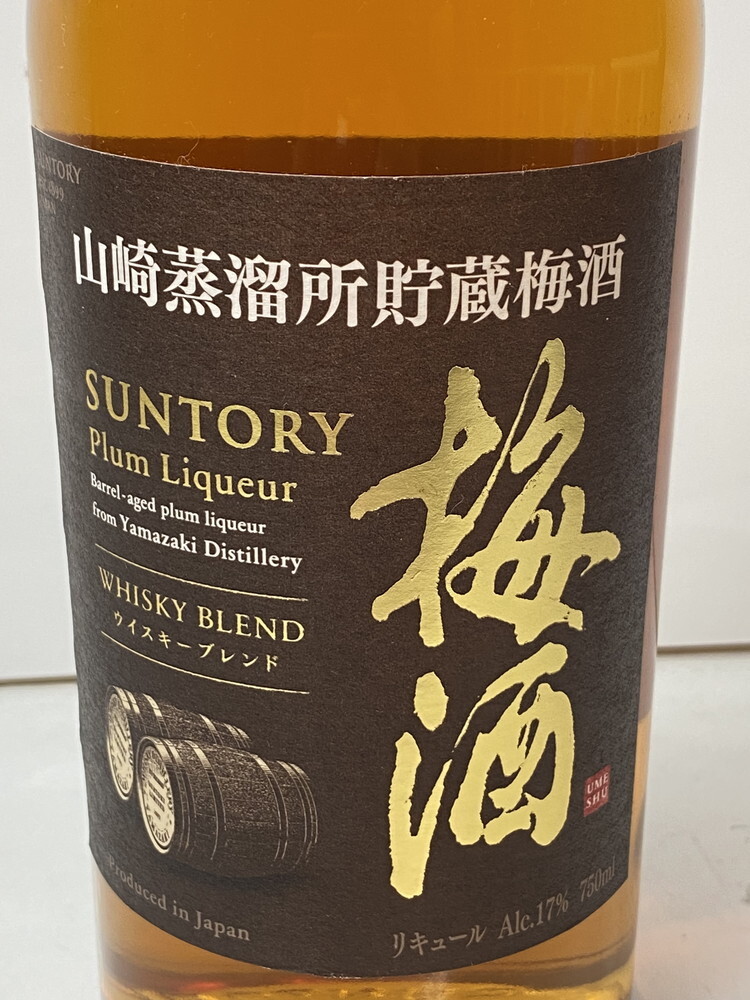 SUNTORY
山崎蒸溜所貯蔵梅酒
SUNTORY
Plum Liqueur
Barrel-aged plum liqueur
from Yamazaki Distillery
WHISKY BLEND
ウイスキーブレンド
梅酒
UME
SHU
Produced in Japan
リキュール Alc.17% 750ml